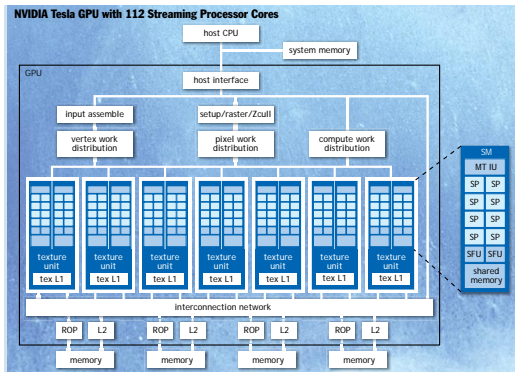 NVIDIA Tesla GPU with 112 Streaming Processor Cores
host CPU
system memory
GPU
host interface
input assemble
setup/raster/Zcull
vertex work
distribution
pixel work
distribution
compute work
distribution
SM
MT IU
SP SP
SP SP
SP SP
SP SP
SFU SFU
shared
memory
texture
unit
tex L1
texture
unit
tex L1
texture
unit
tex L1
texture
unit
tex L1
texture
unit
tex L1
texture
unit
tex L1
texture
unit
tex L1
interconnection network
ROP L2 ROP L2 ROP L2 ROP L2
memory memory memory memory